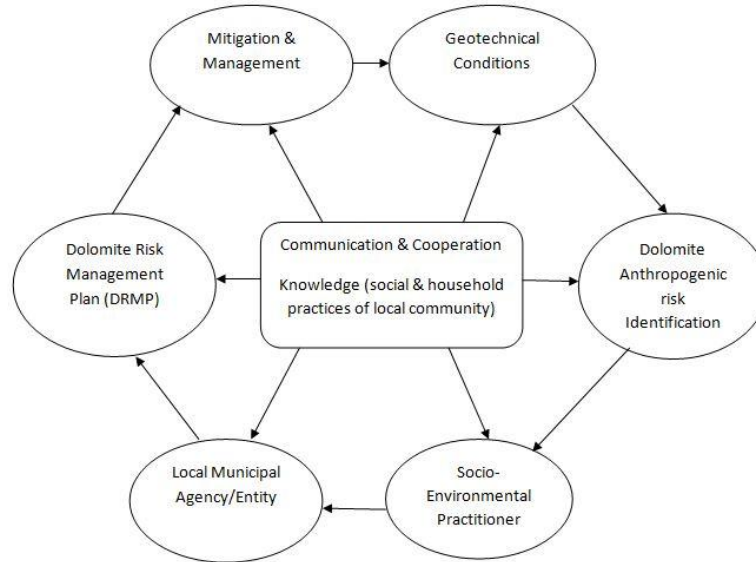 Mitigation &
Management
Geotechnical
Conditions
Communication & Cooperation
Knowledge (social & household
practices of local community)
Dolomite Risk
Management
Plan (DRMP)
Dolomite
Anthropogenic
risk
Identification
Local Municipal
Agency/Entity
Socio-
Environmental
Practitioner